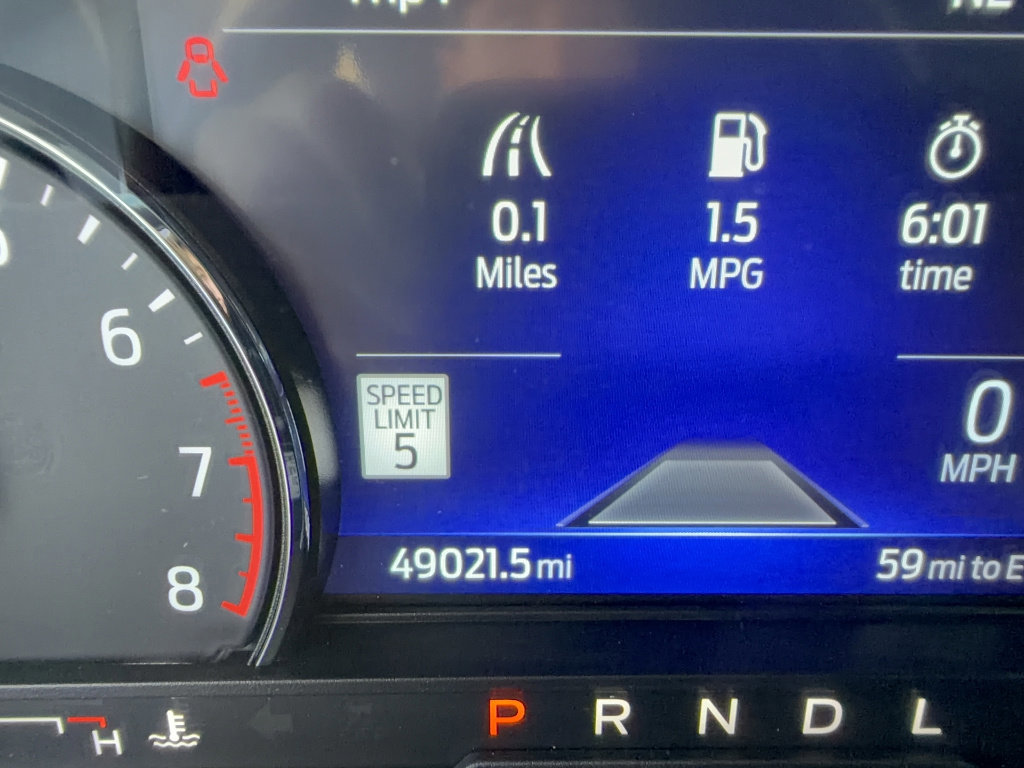 0.1
Miles
1.5
MPG
6:01
time
6
7
8
SPEED
LIMIT
5
0
MPH
49021.5 mi
59 mi to E
H
P R N D L